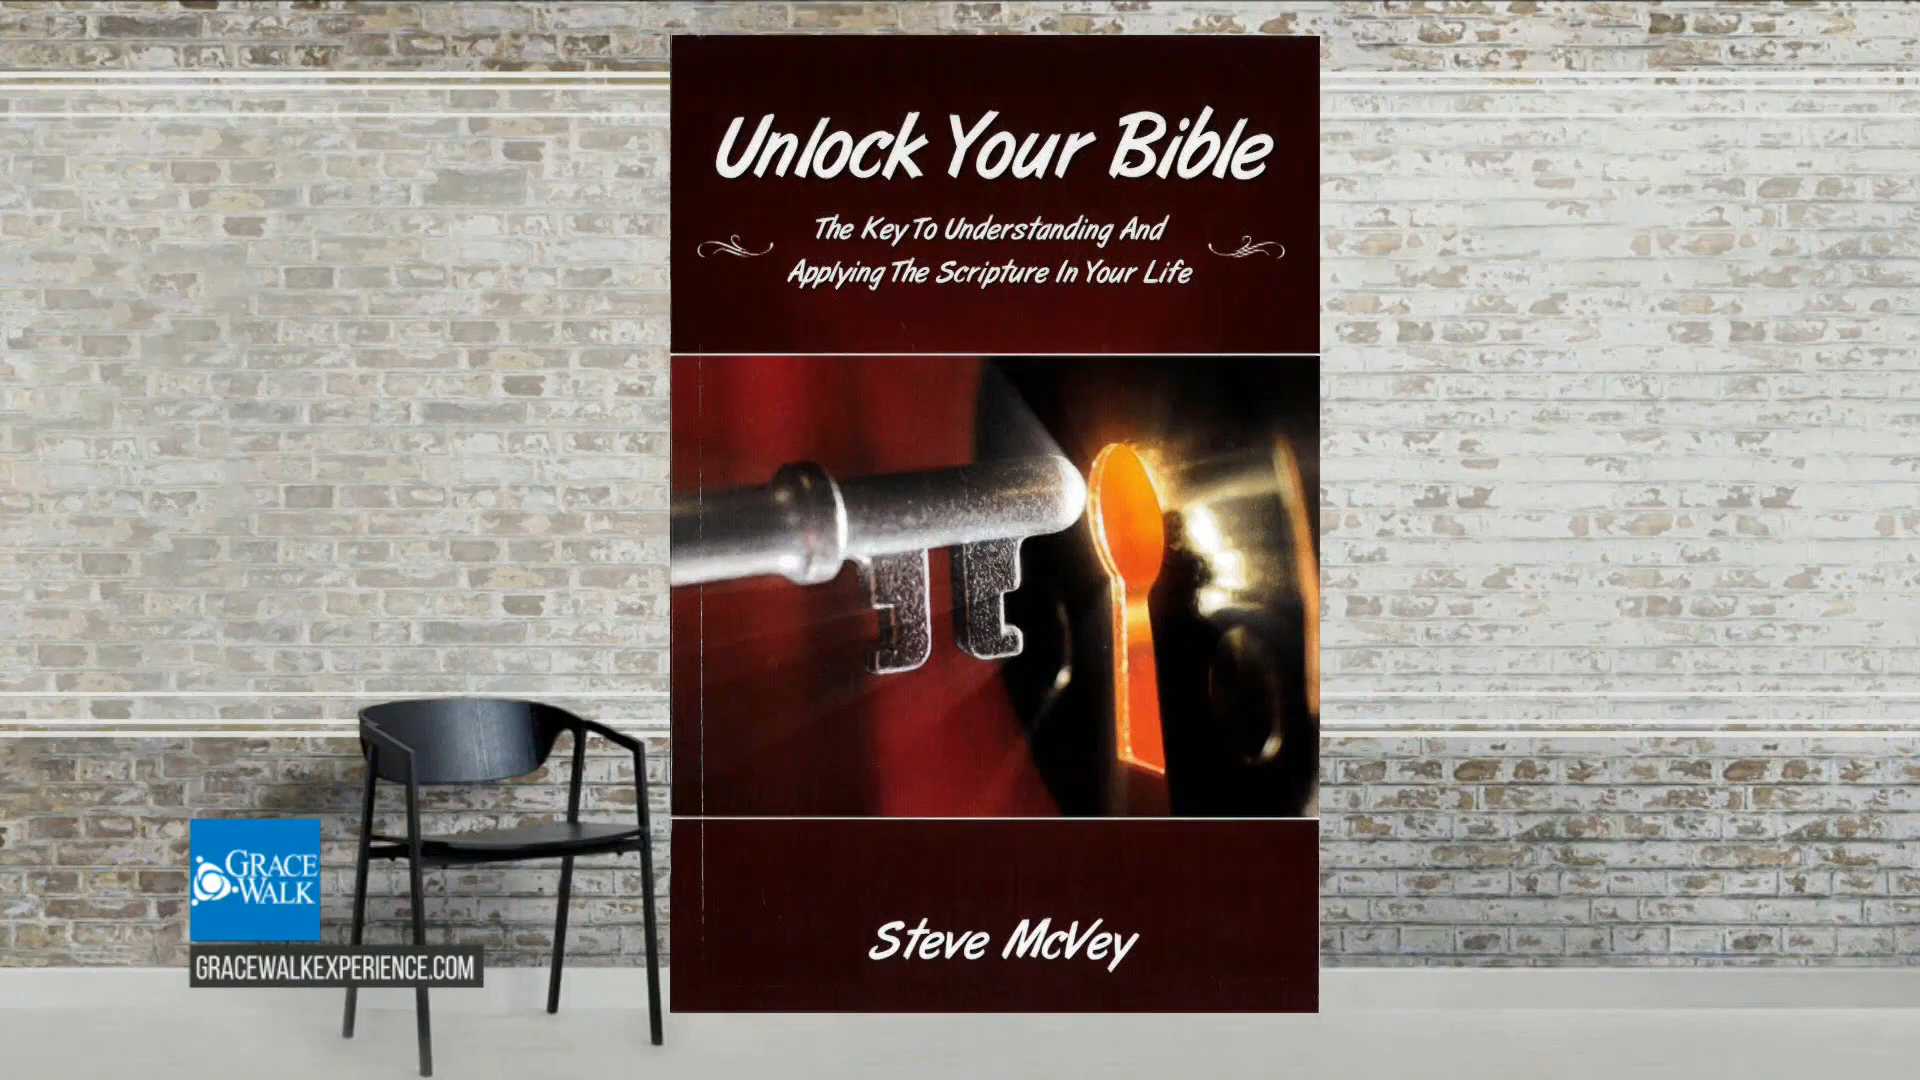 Unlock Your Bible
The Key To Understanding And
Applying The Scripture In Your Life
Steve McVey
GRACE
WALK
GRACEWALKEXPERIENCE.COM